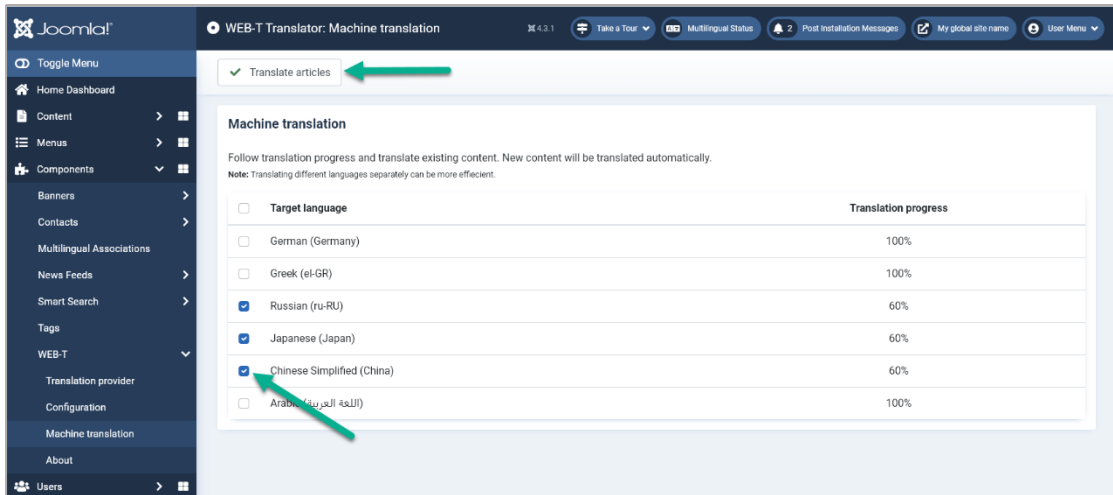 Joomla!
WEB-T Translator: Machine translation
4.3.1
Take a Tour
Multilingual Status
2 Post Installation Messages
My global site name
User Menu
Toggle Menu
Home Dashboard
Content
Menus
Components
Banners
Contacts
Multilingual Associations
News Feeds
Smart Search
Tags
WEB-T
Translation provider
Configuration
Machine translation
About
Users
Translate articles
Machine translation
Follow translation progress and translate existing content. New content will be translated automatically.
Note: Translating different languages separately can be more effiecient.
Target language Translation progress
German (Germany) 100%
Greek (el-GR) 100%
Russian (ru-RU) 60%
Japanese (Japan) 60%
Chinese Simplified (China) 60%
Arabic (اللغة العربية) 100%